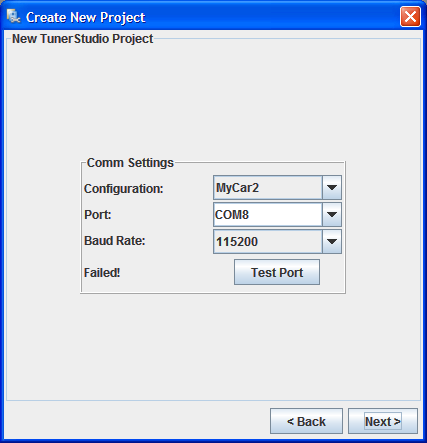 Create New Project
New TunerStudio Project
Comm Settings
Configuration: MyCar2
Port: COM8
Baud Rate: 115200
Failed! Test Port
< Back Next >